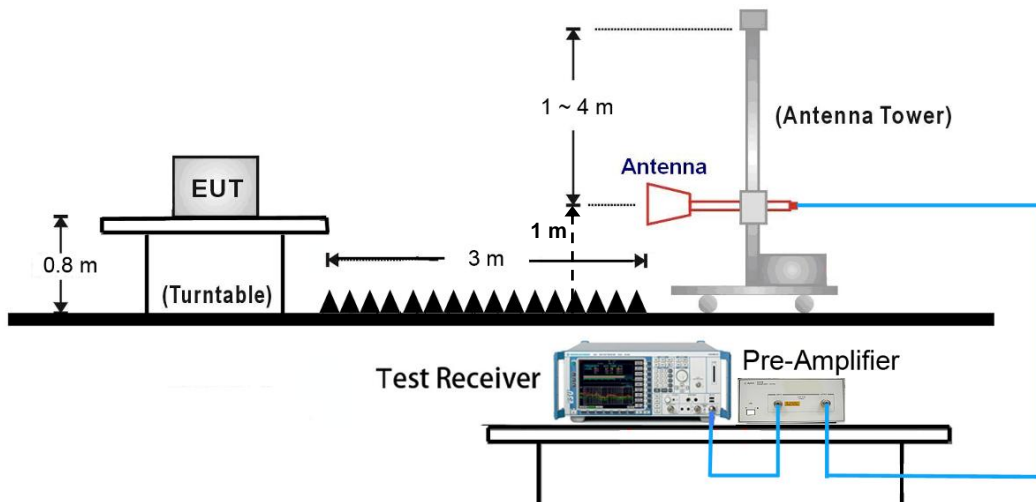 1 ~ 4 m
(Antenna Tower)
Antenna
EUT
1 m
0.8 m
3 m
(Turntable)
Test Receiver
Pre-Amplifier